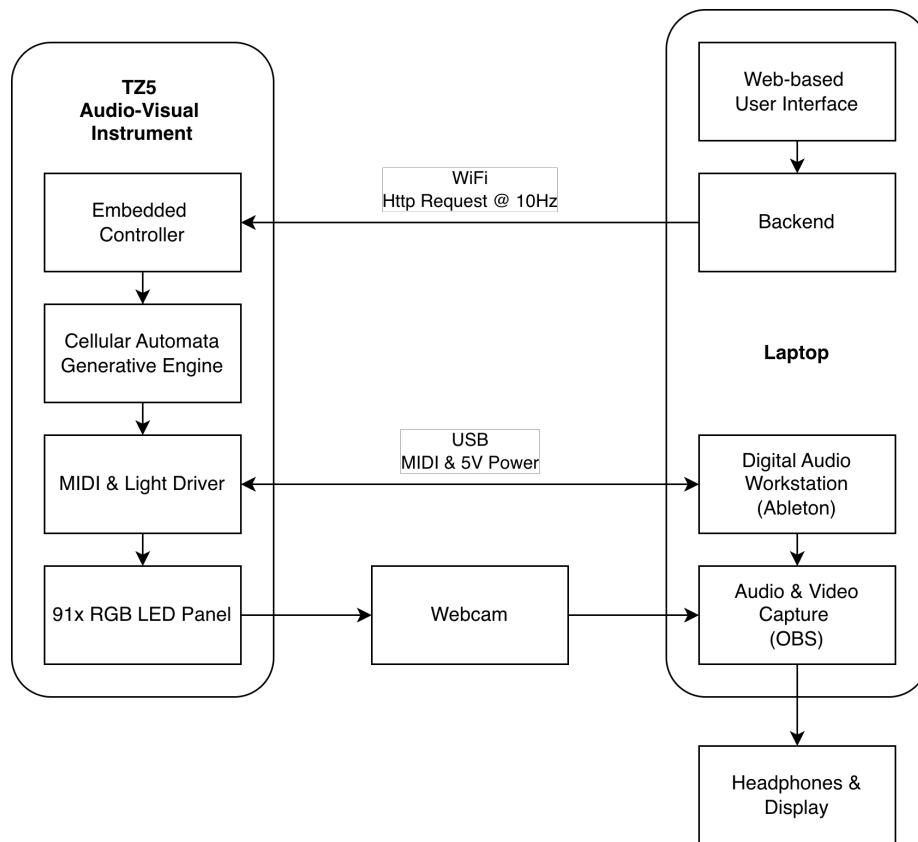 TZ5
Audio-Visual
Instrument
Embedded
Controller
Cellular Automata
Generative Engine
MIDI & Light Driver
91x RGB LED Panel
WiFi
Http Request @ 10Hz
USB
MIDI & 5V Power
Webcam
Web-based
User Interface
Backend
Laptop
Digital Audio
Workstation
(Ableton)
Audio & Video
Capture
(OBS)
Headphones &
Display